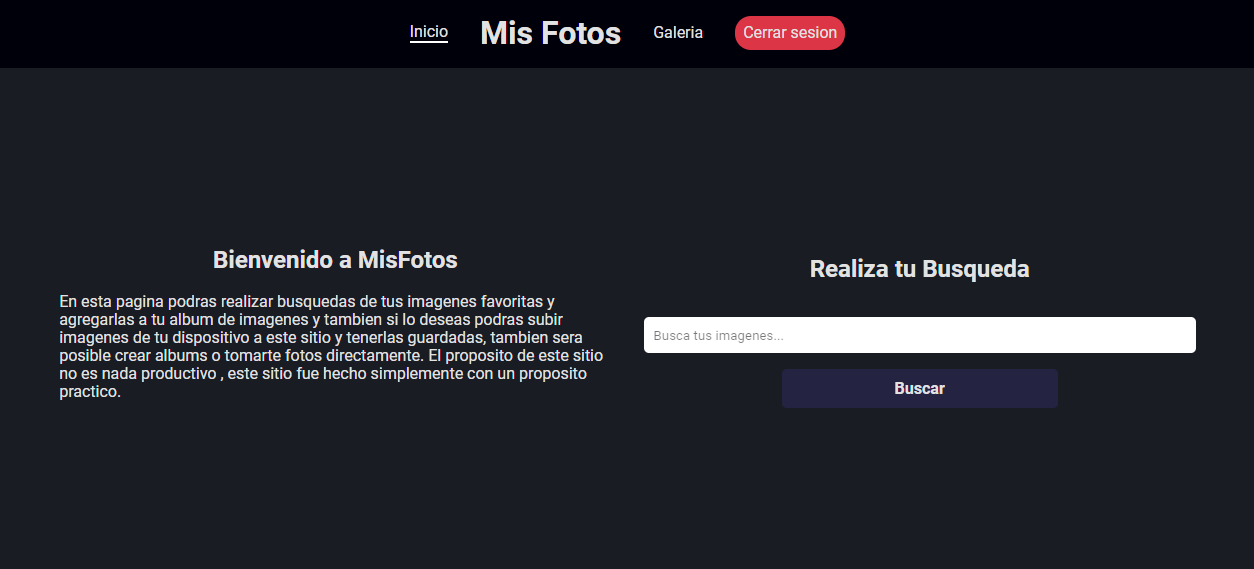 Inicio
Mis Fotos
Galeria
Cerrar sesion
Bienvenido a MisFotos
En esta pagina podras realizar busquedas de tus imagenes favoritas y
agregarlas a tu album de imagenes y tambien si lo deseas podras subir
imagenes de tu dispositivo a este sitio y tenerlas guardadas, tambien sera
posible crear albums o tomarte fotos directamente. El proposito de este sitio
no es nada productivo , este sitio fue hecho simplemente con un proposito
practico.
Realiza tu Busqueda
Busca tus imagenes...
Buscar